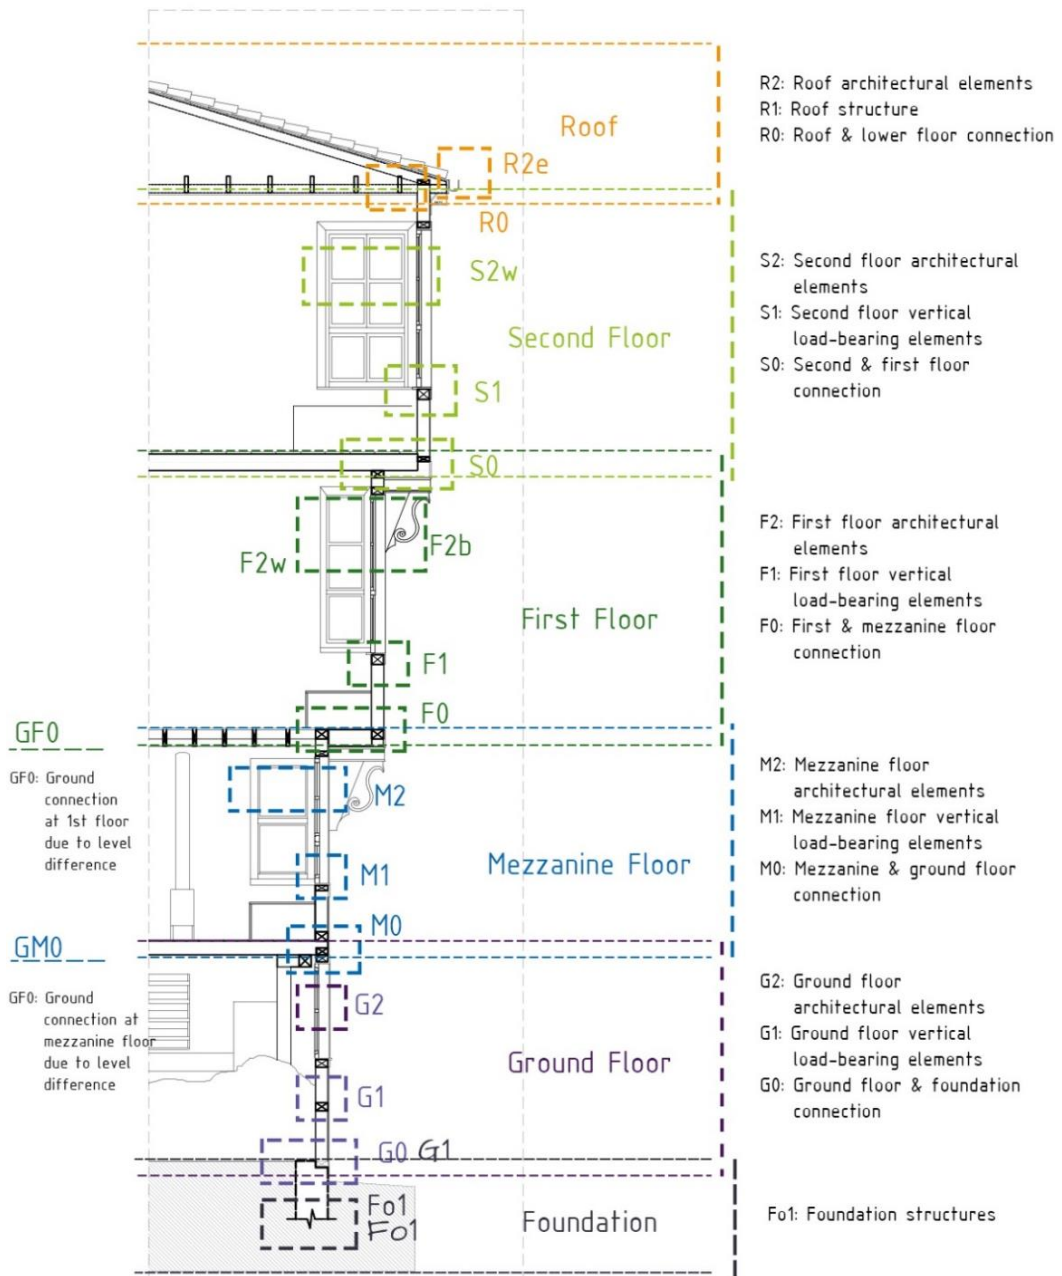 Roof
R2e
R0
R2: Roof architectural elements
R1: Roof structure
R0: Roof & lower floor connection
S2w
Second Floor
S1
S0
S2: Second floor architectural
elements
S1: Second floor vertical
load-bearing elements
S0: Second & first floor
connection
F2w
F2b
First Floor
F1
F0
F2: First floor architectural
elements
F1: First floor vertical
load-bearing elements
F0: First & mezzanine floor
connection
GF0
GF0: Ground
connection
at 1st floor
due to level
difference
M2
Mezzanine Floor
M1
M0
M2: Mezzanine floor
architectural elements
M1: Mezzanine floor vertical
load-bearing elements
M0: Mezzanine & ground floor
connection
GM0
GF0: Ground
connection at
mezzanine floor
due to level
difference
G2
Ground Floor
G1
G0 G1
G2: Ground floor
architectural elements
G1: Ground floor vertical
load-bearing elements
G0: Ground floor & foundation
connection
Fo1
Fo1
Foundation
Fo1: Foundation structures